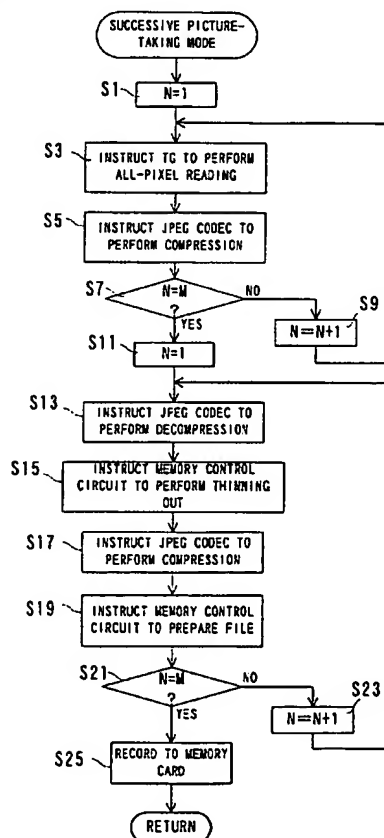 SUCCESSIVE PICTURE-
TAKING MODE
S1
N=1
S3
INSTRUCT TG TO PERFORM
ALL-PIXEL READING
S5
INSTRUCT JPEG CODEC TO
PERFORM COMPRESSION
S7
N=M
?
NO
YES
S9
N=N+1
S11
N=1
S13
INSTRUCT JPEG CODEC TO
PERFORM DECOMPRESSION
S15
INSTRUCT MEMORY CONTROL
CIRCUIT TO PERFORM THINNING
OUT
S17
INSTRUCT JPEG CODEC TO
PERFORM COMPRESSION
S19
INSTRUCT MEMORY CONTROL
CIRCUIT TO PREPARE FILE
S21
N=M
?
NO
YES
S23
N=N+1
S25
RECORD TO MEMORY
CARD
RETURN